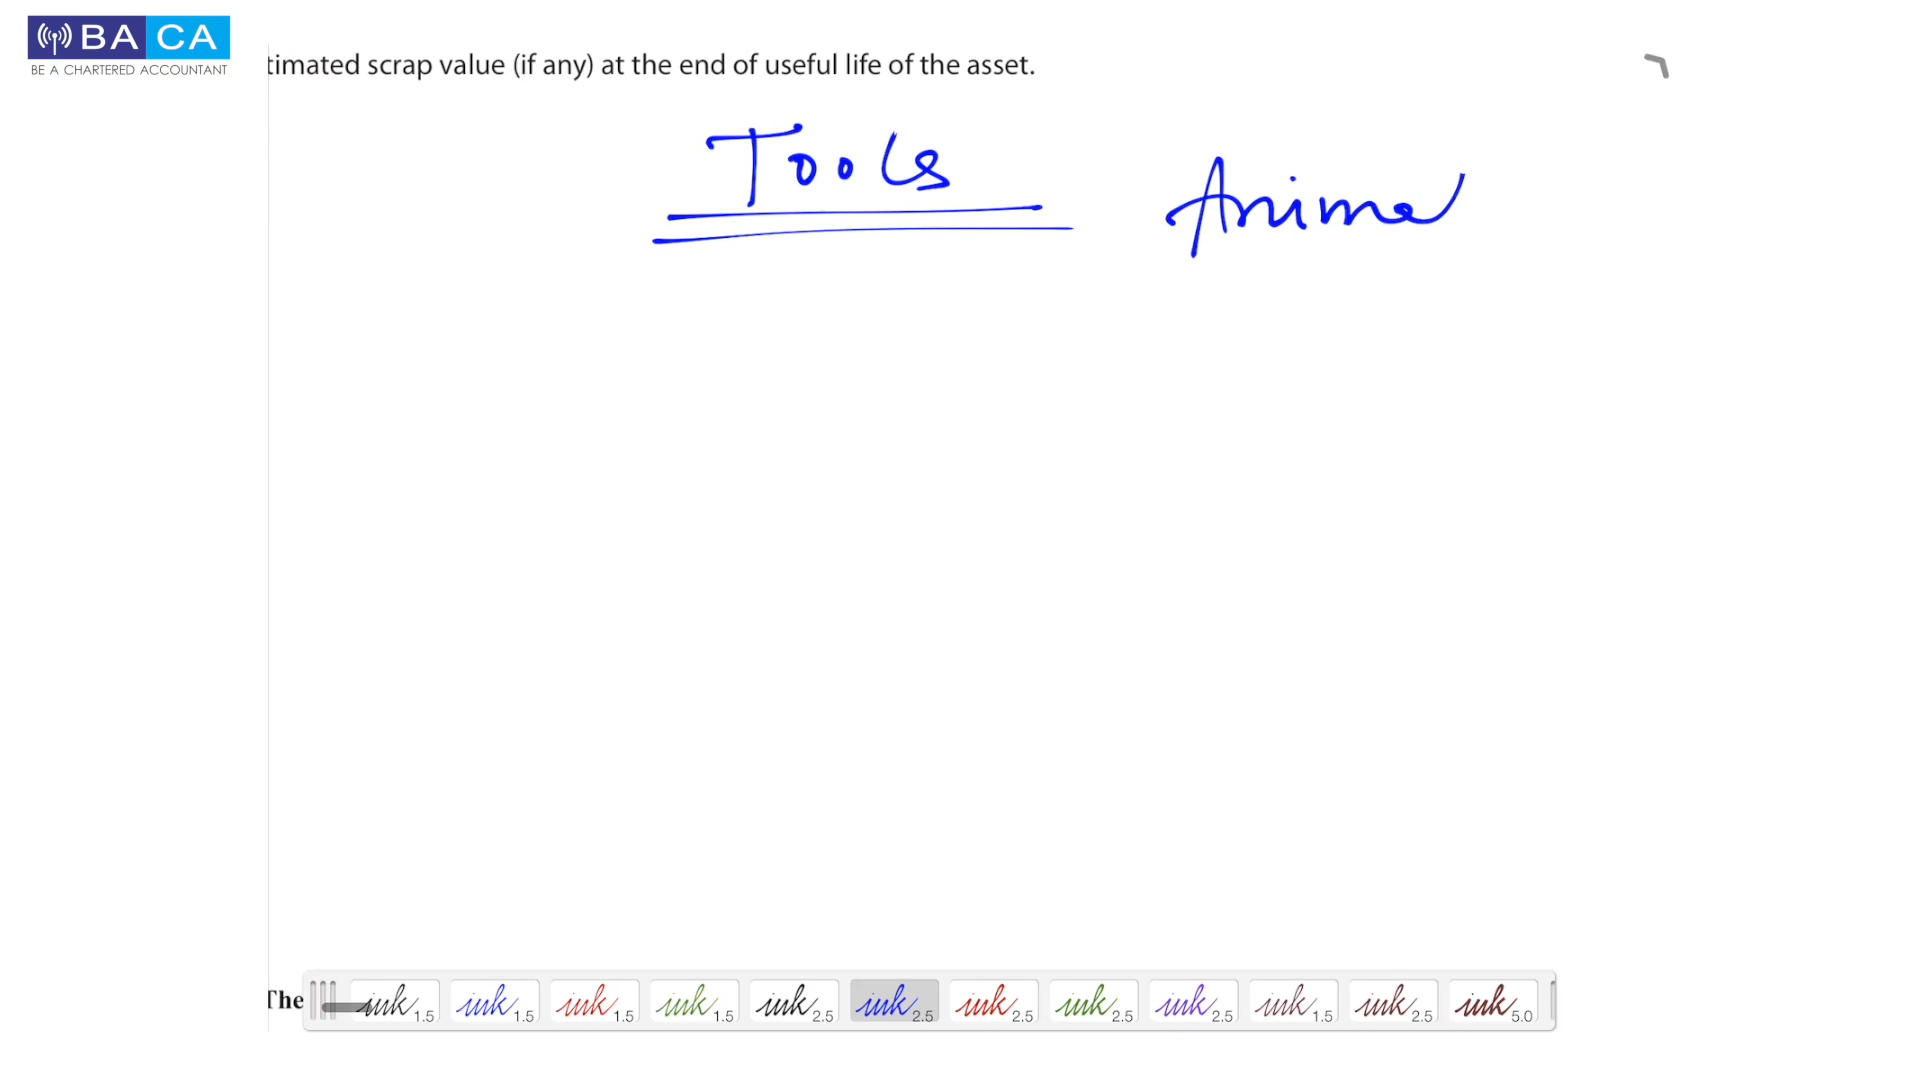 BA CA
BE A CHARTERED ACCOUNTANT
timated scrap value (if any) at the end of useful life of the asset.
Tools
Anima
The
ink 1.5 ink 1.5 ink 1.5 ink 1.5 ink 2.5 ink 2.5 ink 2.5 ink 2.5 ink 2.5 ink 1.5 ink 2.5 ink 5.0